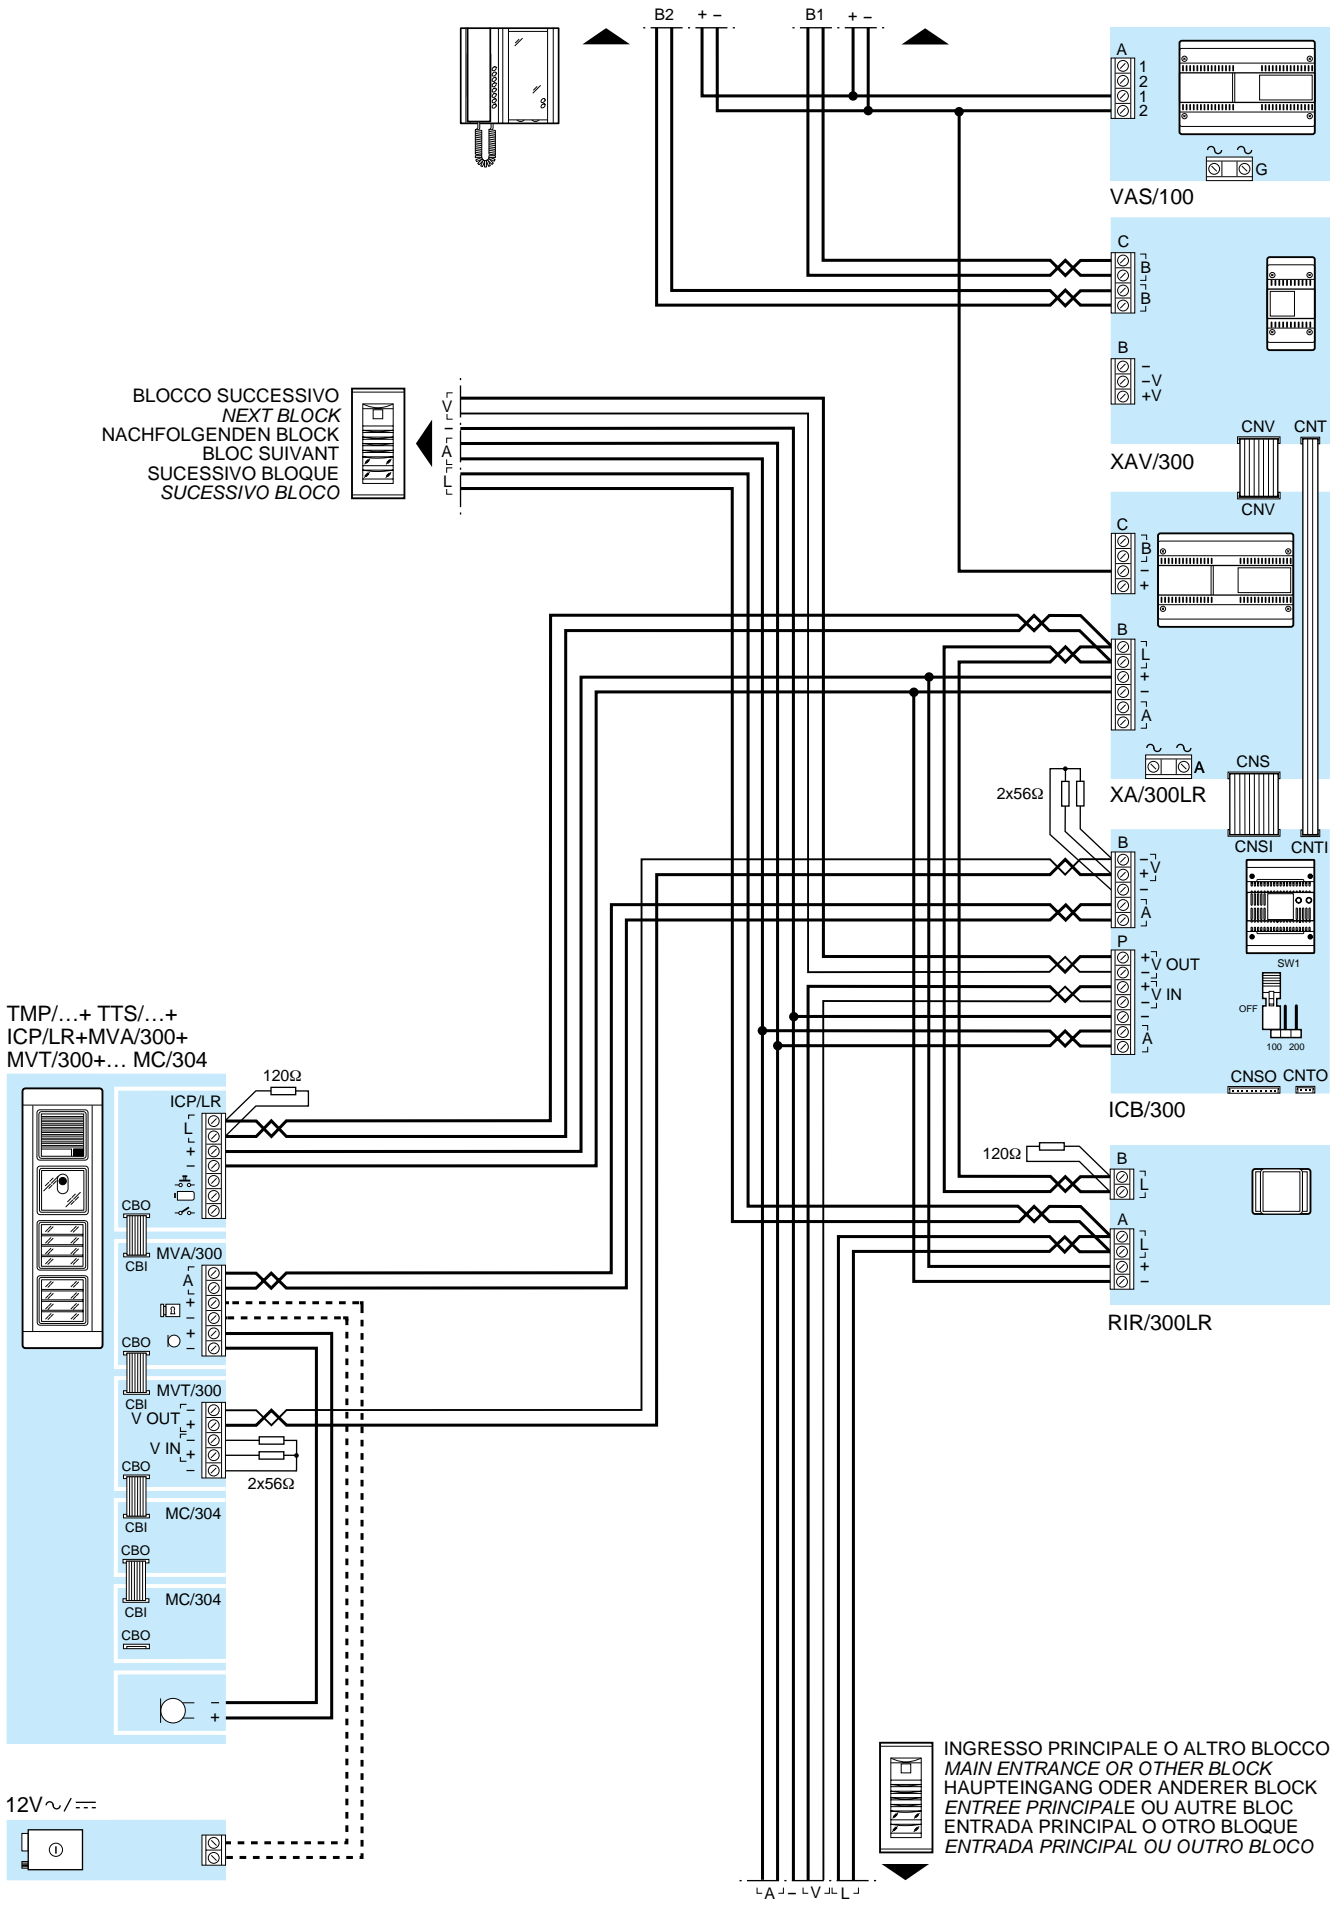 B2 + – B1 + –
A
1
2
1
2
G
VAS/100
C
B
B
B
–
–V
+V
CNV CNT
XAV/300
CNV
BLOCCO SUCCESSIVO
NEXT BLOCK
NACHFOLGENDEN BLOCK
BLOC SUIVANT
SUCESSIVO BLOQUE
SUCESSIVO BLOCO
V
–
A
L
C
B
–
+
B
L
+
–
A
A
CNS
XA/300LR
2x56Ω
CNSI CNTI
B
–
V
+
–
A
P
+
V OUT
–
+
V IN
–
–
A
SW1
OFF
100 200
CNSO CNTO
ICB/300
TMP/…+ TTS/…+
ICP/LR+MVA/300+
MVT/300+… MC/304
120Ω
ICP/LR
L
+
–
CBO
CBI
MVA/300
A
+
–
+
–
CBO
CBI
MVT/300
V OUT
–
+
V IN
–
+
–
2x56Ω
CBO
CBI
MC/304
CBO
CBI
MC/304
CBO
–
+
120Ω
B
L
A
L
+
–
RIR/300LR
12V~/
INGRESSO PRINCIPALE O ALTRO BLOCCO
MAIN ENTRANCE OR OTHER BLOCK
HAUPTEINGANG ODER ANDERER BLOCK
ENTREE PRINCIPALE OU AUTRE BLOC
ENTRADA PRINCIPAL O OTRO BLOQUE
ENTRADA PRINCIPAL OU OUTRO BLOCO
A – V L